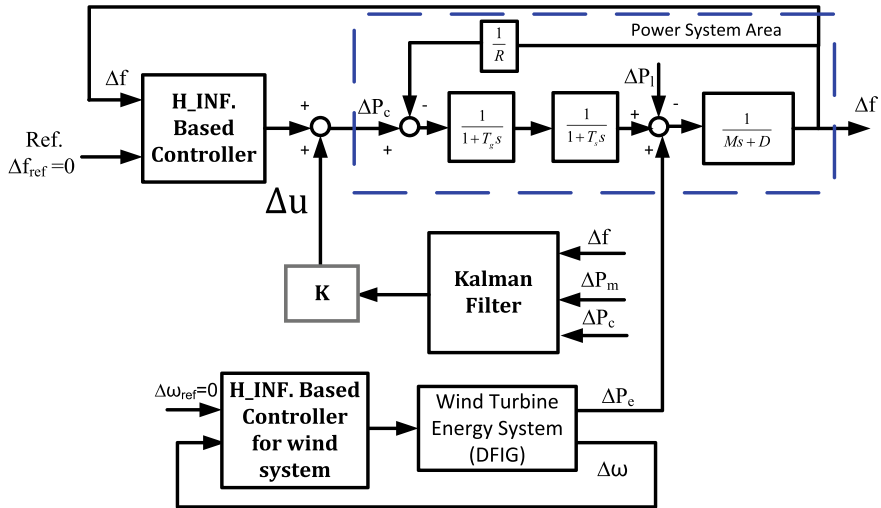 Power System Area
1
R
Δf
H_INF.
Based
Controller
Ref.
Δf_ref =0
+
+
ΔP_c
-
+
1
1+T_g s
1
1+T_s s
ΔP_l
+
-
+
1
Ms+D
Δf
Δu
K
Kalman
Filter
Δf
ΔP_m
ΔP_c
Δω_ref=0
H_INF. Based
Controller
for wind
system
Wind Turbine
Energy System
(DFIG)
ΔP_e
Δω